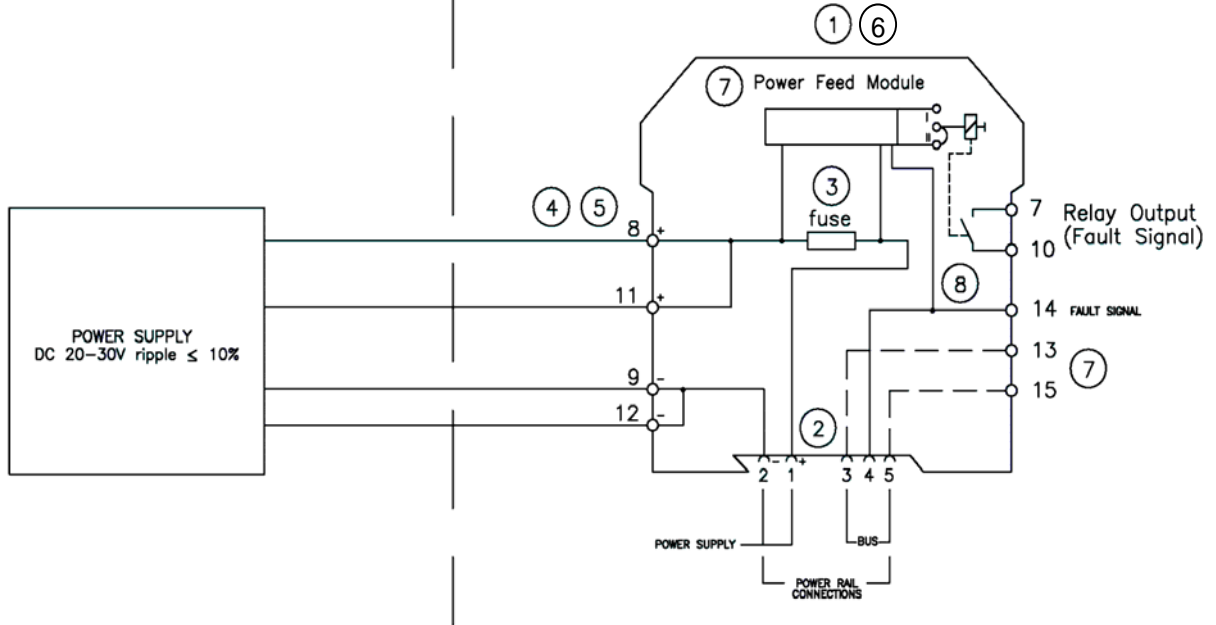 1 6
7 Power Feed Module
I
II
3
fuse
4 5
8 +
11 +
POWER SUPPLY
DC 20-30V ripple ≤ 10%
9 -
12 -
7 Relay Output
10 (Fault Signal)
8
14 FAULT SIGNAL
13
7
15
2
- +
2 1 3 4 5
POWER SUPPLY
BUS
POWER RAIL
CONNECTIONS